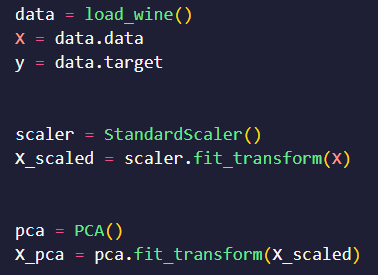 data = load_wine()
X = data.data
y = data.target
scaler = StandardScaler()
X_scaled = scaler.fit_transform(X)
pca = PCA()
X_pca = pca.fit_transform(X_scaled)